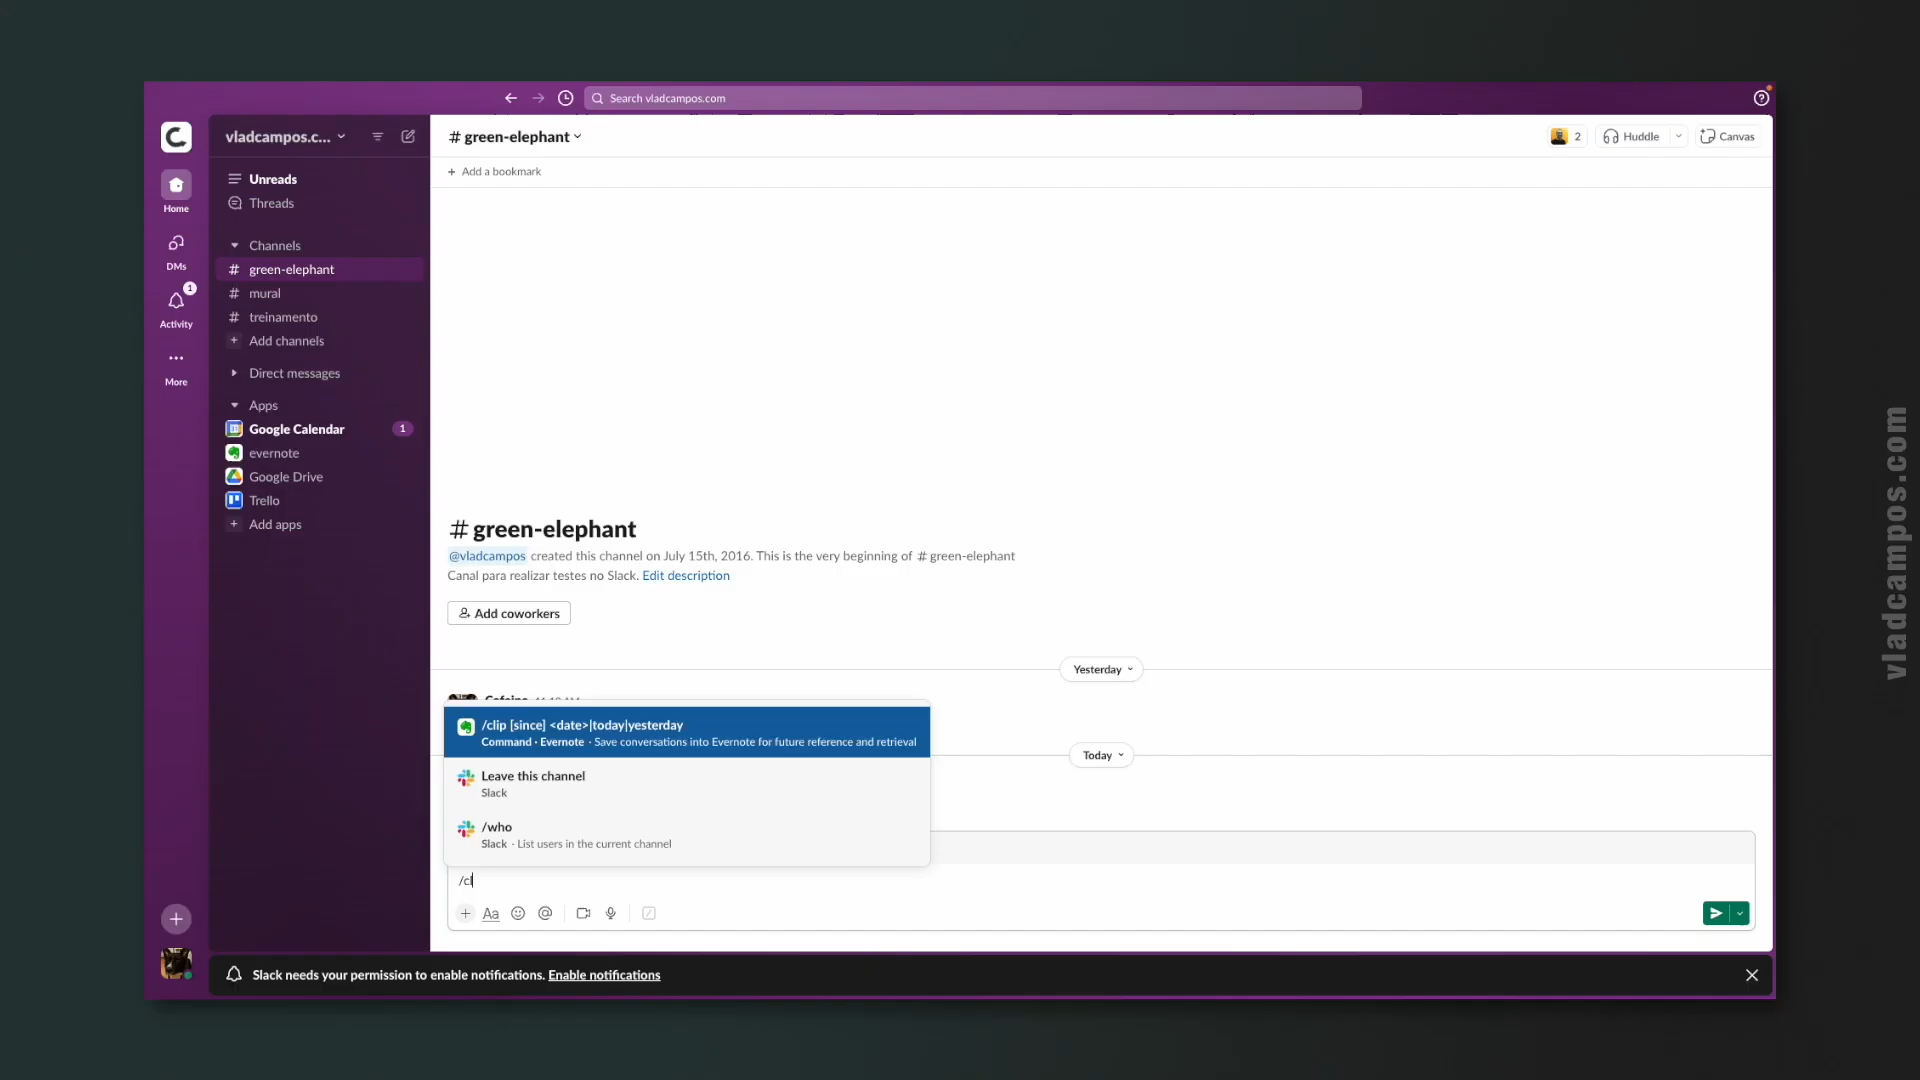 Search vladcampos.com
vladcampos.c...
# green-elephant
2
Huddle
Canvas
+ Add a bookmark
Home
DMs
1
Activity
More
Unreads
Threads
Channels
# green-elephant
# mural
# treinamento
+ Add channels
Direct messages
Apps
Google Calendar 1
evernote
Google Drive
Trello
+ Add apps
# green-elephant
@vladcampos created this channel on July 15th, 2016. This is the very beginning of # green-elephant
Canal para realizar testes no Slack. Edit description
Add coworkers
Yesterday
/clip [since] <date>|today|yesterday
Command · Evernote · Save conversations into Evernote for future reference and retrieval
Today
Leave this channel
Slack
/who
Slack · List users in the current channel
/cl
Aa
Slack needs your permission to enable notifications. Enable notifications
vladcampos.com